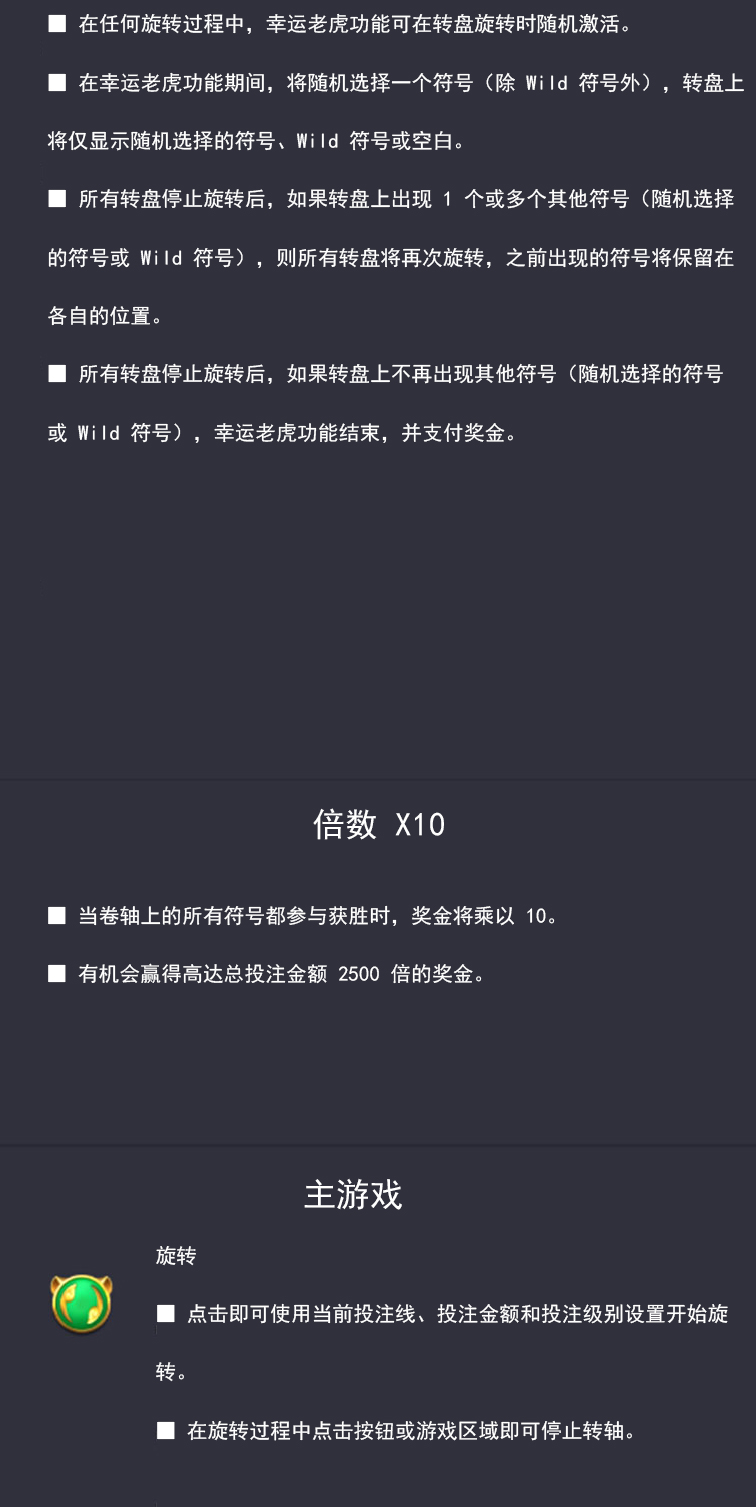 ■ 在任何旋转过程中，幸运老虎功能可在转盘旋转时随机激活。
■ 在幸运老虎功能期间，将随机选择一个符号（除 Wild 符号外），转盘上
将仅显示随机选择的符号、Wild 符号或空白。
■ 所有转盘停止旋转后，如果转盘上出现 1 个或多个其他符号（随机选择
的符号或 Wild 符号），则所有转盘将再次旋转，之前出现的符号将保留在
各自的位置。
■ 所有转盘停止旋转后，如果转盘上不再出现其他符号（随机选择的符号
或 Wild 符号），幸运老虎功能结束，并支付奖金。
倍数 X10
■ 当卷轴上的所有符号都参与获胜时，奖金将乘以 10。
■ 有机会赢得高达总投注金额 2500 倍的奖金。
主游戏
旋转
■ 点击即可使用当前投注线、投注金额和投注级别设置开始旋
转。
■ 在旋转过程中点击按钮或游戏区域即可停止转轴。